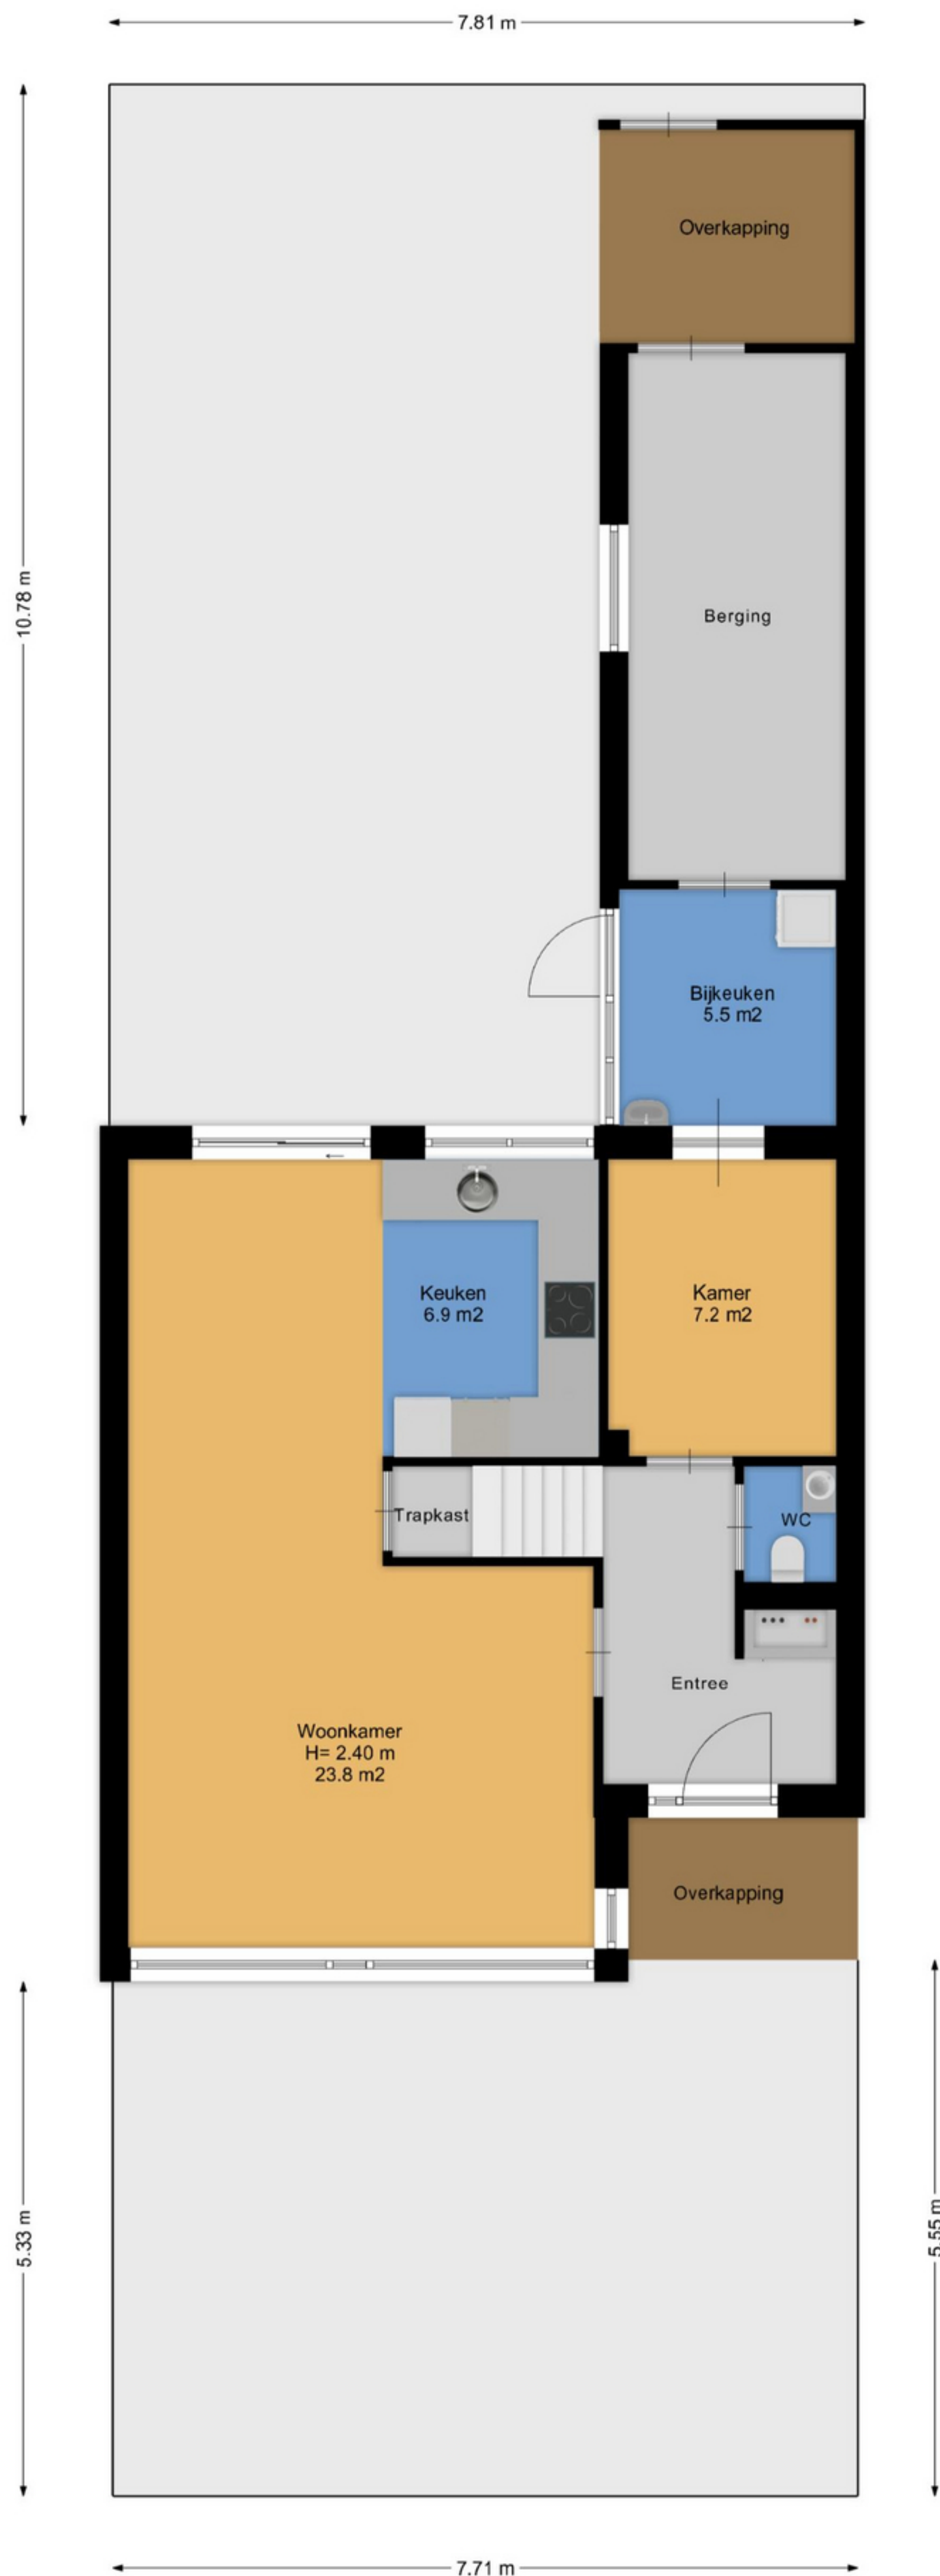 7.81 m
Overkapping
10.78 m
Berging
Bijkeuken
5.5 m2
Keuken
6.9 m2
Kamer
7.2 m2
Trapkast
WC
Entree
Woonkamer
H= 2.40 m
23.8 m2
Overkapping
5.33 m
5.55 m
7.71 m